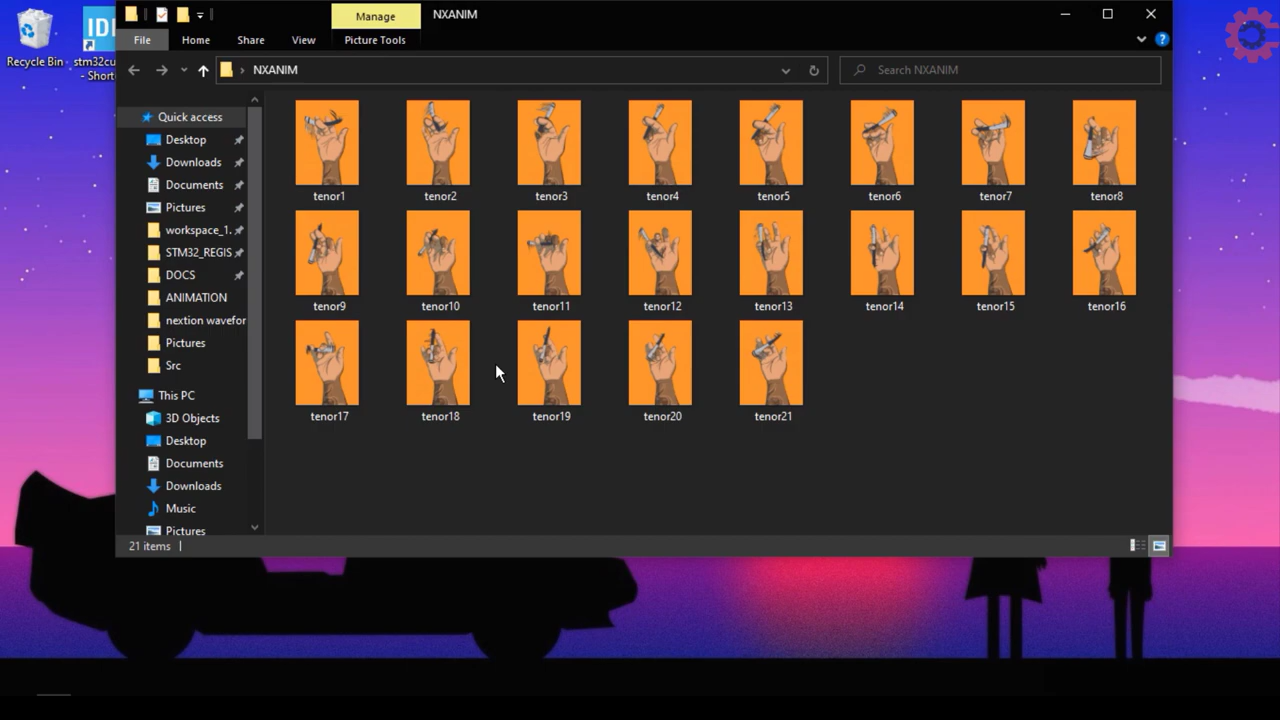 Recycle Bin
IDE
stm32cu
- Short
Manage
NXANIM
File
Home
Share
View
Picture Tools
NXANIM
Search NXANIM
Quick access
Desktop
Downloads
Documents
Pictures
workspace_1.
STM32_REGIS
DOCS
ANIMATION
nextion wavefor
Pictures
Src
This PC
3D Objects
Desktop
Documents
Downloads
Music
Pictures
tenor1
tenor2
tenor3
tenor4
tenor5
tenor6
tenor7
tenor8
tenor9
tenor10
tenor11
tenor12
tenor13
tenor14
tenor15
tenor16
tenor17
tenor18
tenor19
tenor20
tenor21
21 items